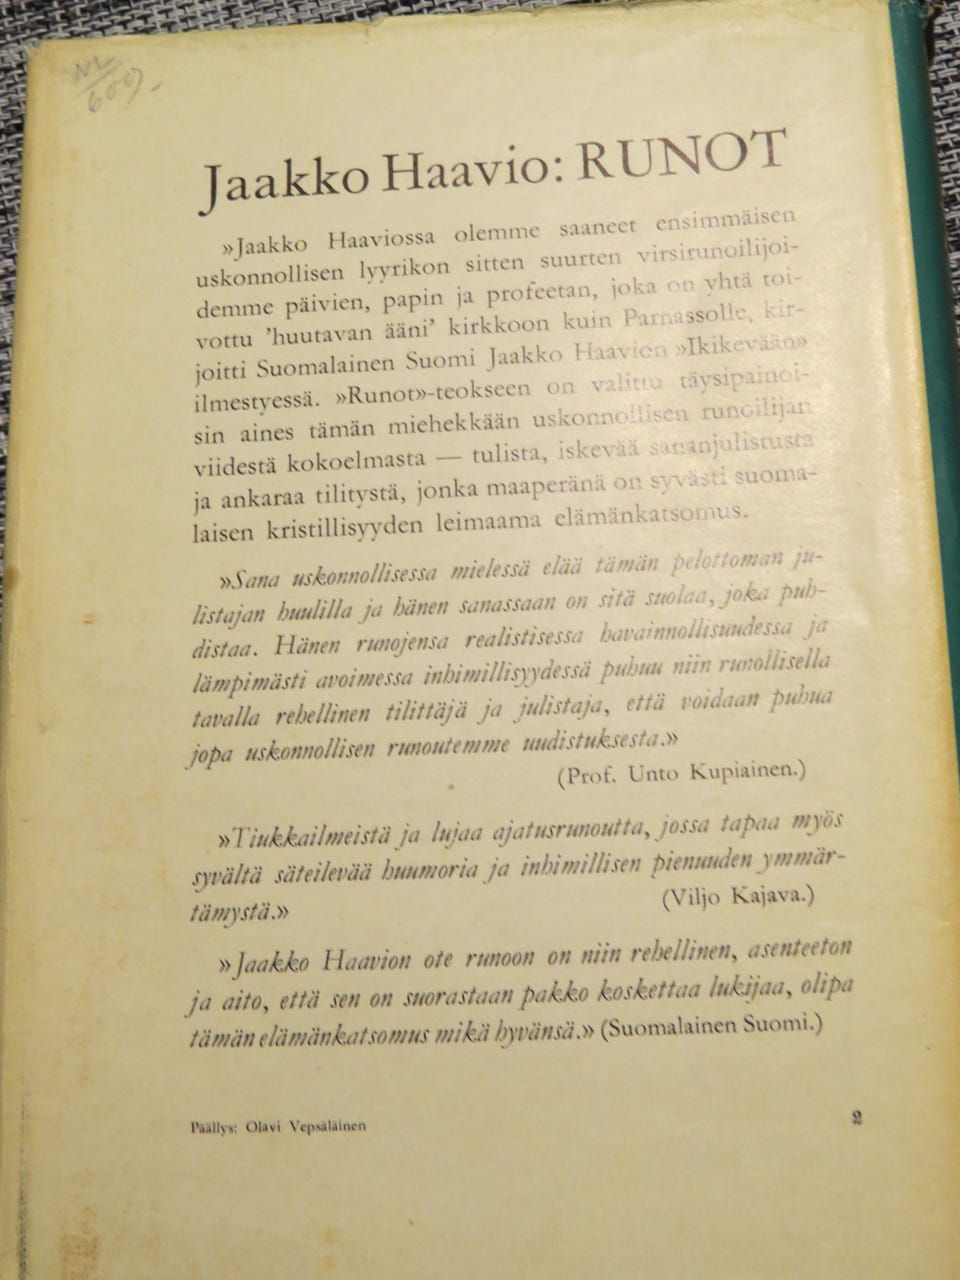 NL
600).-
Jaakko Haavio: RUNOT
»Jaakko Haaviossa olemme saaneet ensimmäisen
uskonnollisen lyyrikon sitten suurten virsirunoilijoi-
demme päivien, papin ja profeetan, joka on yhtä toi-
vottu 'huutavan ääni' kirkkoon kuin Parnassolle, kir-
joitti Suomalainen Suomi Jaakko Haavion »Ikikevään»
ilmestyessä. »Runot»-teokseen on valittu täysipainoi-
sin aines tämän miehekkään uskonnollisen runoilijan
viidestä kokoelmasta — tulista, iskevää sananjulistusta
ja ankaraa tilitystä, jonka maaperänä on syvästi suoma-
laisen kristillisyyden leimaama elämänkatsomus.
»Sana uskonnollisessa mielessä elää tämän pelottoman ju-
listajan huulilla ja hänen sanassaan on sitä suolaa, joka puh-
distaa. Hänen runojensa realistisessa havainnollisuudessa ja
lämpimästi avoimessa inhimillisyydessä puhuu niin runollisella
tavalla rehellinen tilittäjä ja julistaja, että voidaan puhua
jopa uskonnollisen runoutemme uudistuksesta.»
(Prof. Unto Kupiainen.)
»Tiukkailmeistä ja lujaa ajatusrunoutta, jossa tapaa myös
syvältä säteilevää huumoria ja inhimillisen pienuuden ymmär-
tämystä.» (Viljo Kajava.)
»Jaakko Haavion ote runoon on niin rehellinen, asenteeton
ja aito, että sen on suorastaan pakko koskettaa lukijaa, olipa
tämän elämänkatsomus mikä hyvänsä.» (Suomalainen Suomi.)
Päällys: Olavi Vepsäläinen 2